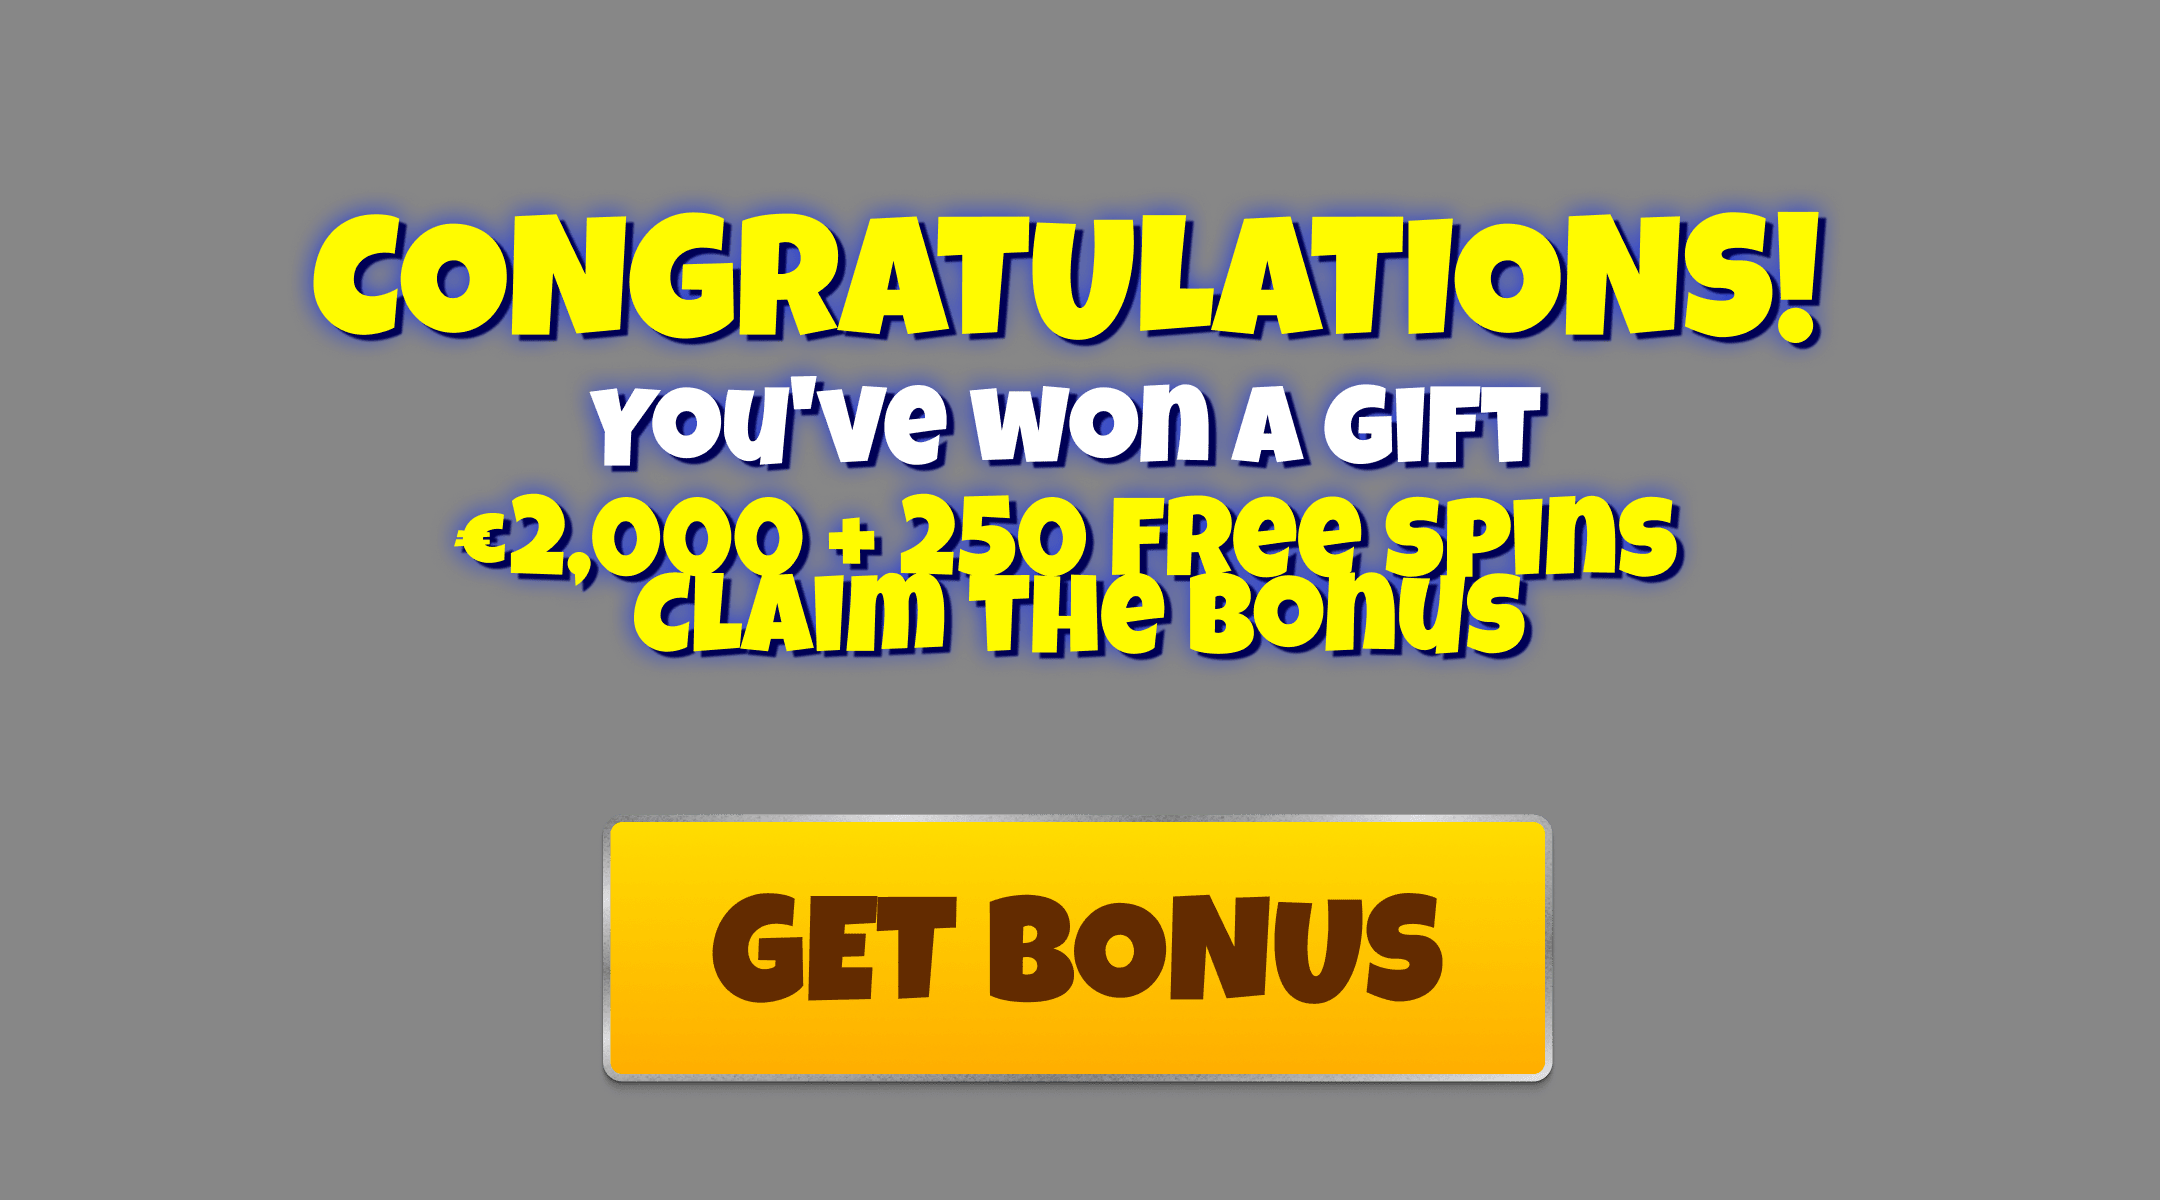 CONGRATULATIONS!
You've won a gift
€2,000 + 250 Free Spins
Claim the bonus
GET BONUS